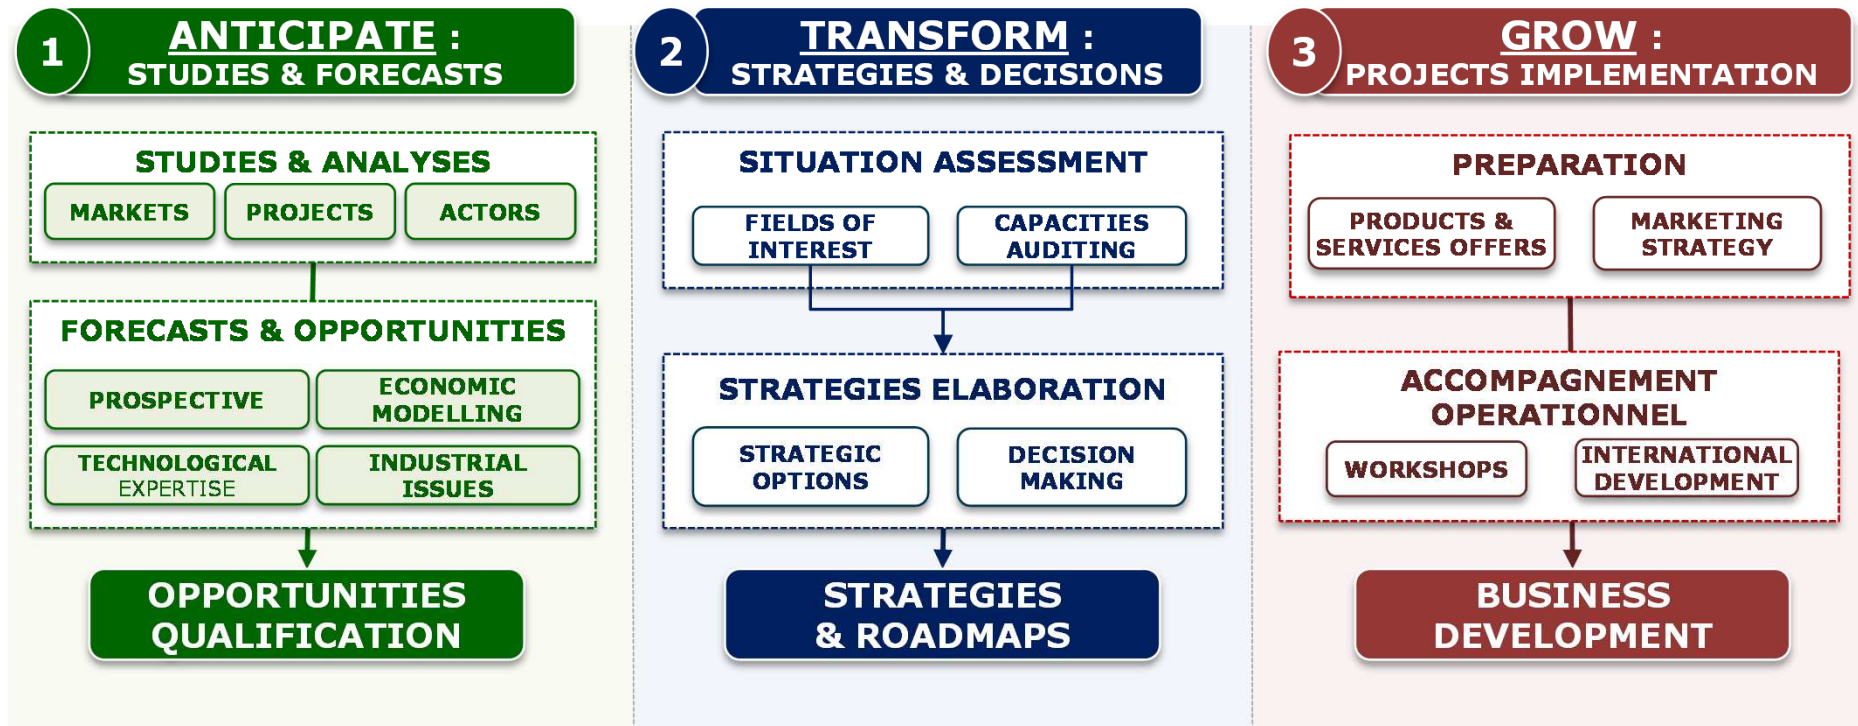 1
ANTICIPATE :
STUDIES & FORECASTS
STUDIES & ANALYSES
MARKETS
PROJECTS
ACTORS
FORECASTS & OPPORTUNITIES
PROSPECTIVE
ECONOMIC
MODELLING
TECHNOLOGICAL
EXPERTISE
INDUSTRIAL
ISSUES
OPPORTUNITIES
QUALIFICATION
2
TRANSFORM :
STRATEGIES & DECISIONS
SITUATION ASSESSMENT
FIELDS OF
INTEREST
CAPACITIES
AUDITING
STRATEGIES ELABORATION
STRATEGIC
OPTIONS
DECISION
MAKING
STRATEGIES
& ROADMAPS
3
GROW :
PROJECTS IMPLEMENTATION
PREPARATION
PRODUCTS &
SERVICES OFFERS
MARKETING
STRATEGY
ACCOMPAGNEMENT
OPERATIONNEL
WORKSHOPS
INTERNATIONAL
DEVELOPMENT
BUSINESS
DEVELOPMENT